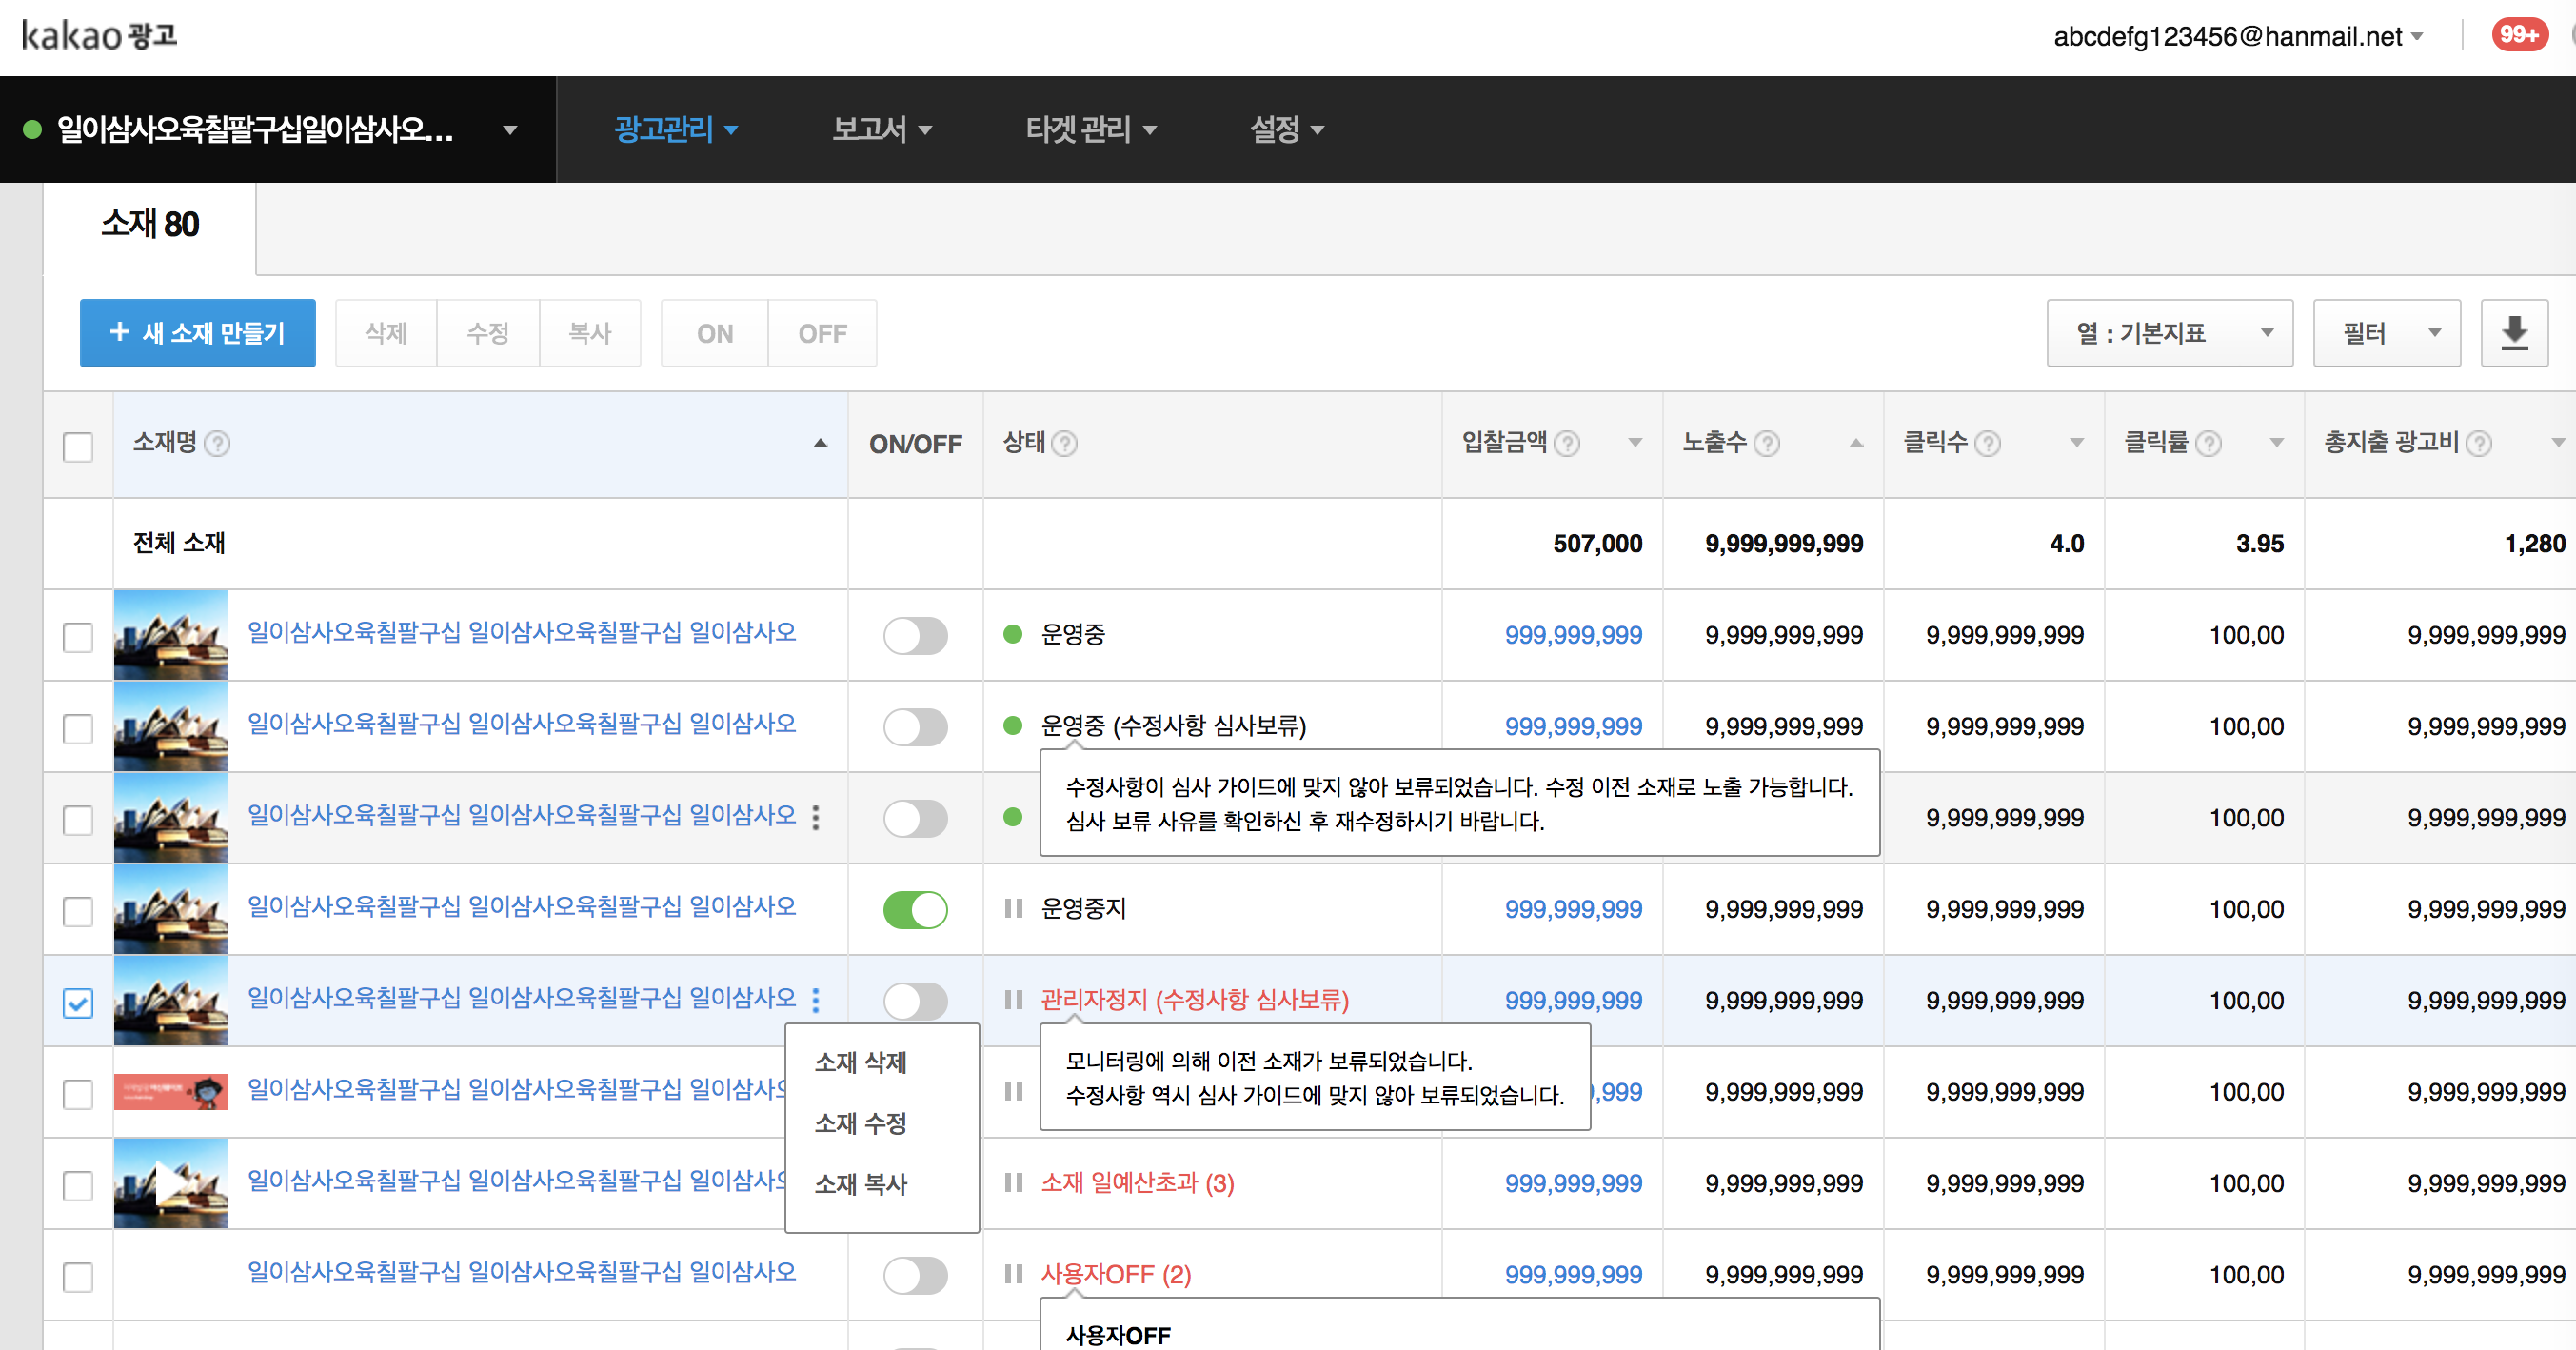 kakao 광고
abcdefg123456@hanmail.net
99+
일이삼사오육칠팔구십일이삼사오...
광고관리
보고서
타겟 관리
설정
소재 80
+ 새 소재 만들기
삭제
수정
복사
ON
OFF
열 : 기본지표
필터
소재명 ?
ON/OFF
상태 ?
입찰금액 ?
노출수 ?
클릭수 ?
클릭률 ?
총지출 광고비 ?
전체 소재
507,000
9,999,999,999
4.0
3.95
1,280
일이삼사오육칠팔구십 일이삼사오육칠팔구십 일이삼사오
운영중
999,999,999
9,999,999,999
9,999,999,999
100,00
9,999,999,999
일이삼사오육칠팔구십 일이삼사오육칠팔구십 일이삼사오
운영중 (수정사항 심사보류)
999,999,999
9,999,999,999
9,999,999,999
100,00
9,999,999,999
수정사항이 심사 가이드에 맞지 않아 보류되었습니다. 수정 이전 소재로 노출 가능합니다.
심사 보류 사유를 확인하신 후 재수정하시기 바랍니다.
일이삼사오육칠팔구십 일이삼사오육칠팔구십 일이삼사오
9,999,999,999
100,00
9,999,999,999
일이삼사오육칠팔구십 일이삼사오육칠팔구십 일이삼사오
운영중지
999,999,999
9,999,999,999
9,999,999,999
100,00
9,999,999,999
일이삼사오육칠팔구십 일이삼사오육칠팔구십 일이삼사오
관리자정지 (수정사항 심사보류)
999,999,999
9,999,999,999
9,999,999,999
100,00
9,999,999,999
소재 삭제
소재 수정
소재 복사
모니터링에 의해 이전 소재가 보류되었습니다.
수정사항 역시 심사 가이드에 맞지 않아 보류되었습니다.
일이삼사오육칠팔구십 일이삼사오육칠팔구십 일이삼사
,999
9,999,999,999
9,999,999,999
100,00
9,999,999,999
일이삼사오육칠팔구십 일이삼사오육칠팔구십 일이삼사
소재 일예산초과 (3)
999,999,999
9,999,999,999
9,999,999,999
100,00
9,999,999,999
일이삼사오육칠팔구십 일이삼사오육칠팔구십 일이삼사오
사용자OFF (2)
999,999,999
9,999,999,999
9,999,999,999
100,00
9,999,999,999
사용자OFF